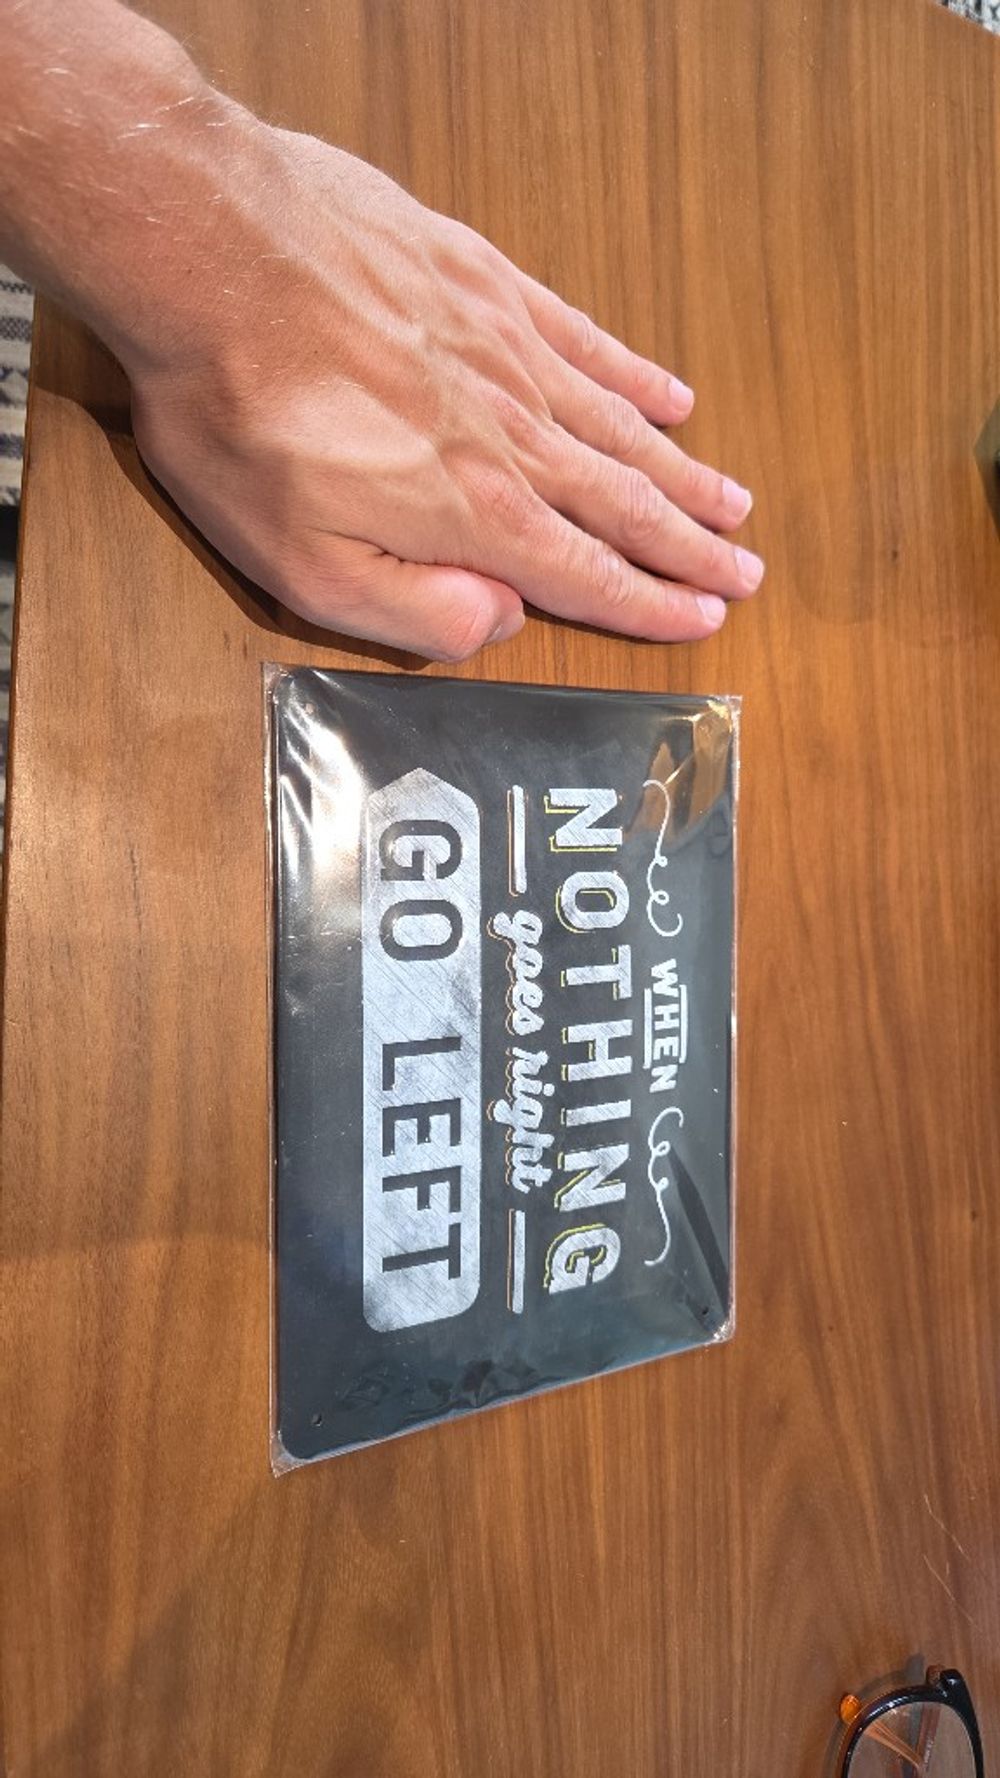 WHEN
NOTHING
goes right
GO LEFT